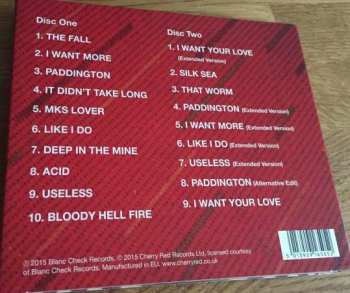 Disc One
1. THE FALL
2. I WANT MORE
3. PADDINGTON
4. IT DIDN'T TAKE LONG
5. MKS LOVER
6. LIKE I DO
7. DEEP IN THE MINE
8. ACID
9. USELESS
10. BLOODY HELL FIRE
Disc Two
1. I WANT YOUR LOVE
(Extended Version)
2. SILK SEA
3. THAT WORM
4. PADDINGTON (Extended Version)
5. I WANT MORE (Extended Version)
6. LIKE I DO (Extended Version)
7. USELESS (Extended Version)
8. PADDINGTON (Alternative Edit)
9. I WANT YOUR LOVE
℗ 2015 Blanc Check Records, © 2015 Cherry Red Records Ltd, licensed courtesy
of Blanc Check Records. Manufactured in EU. www.cherryred.co.uk